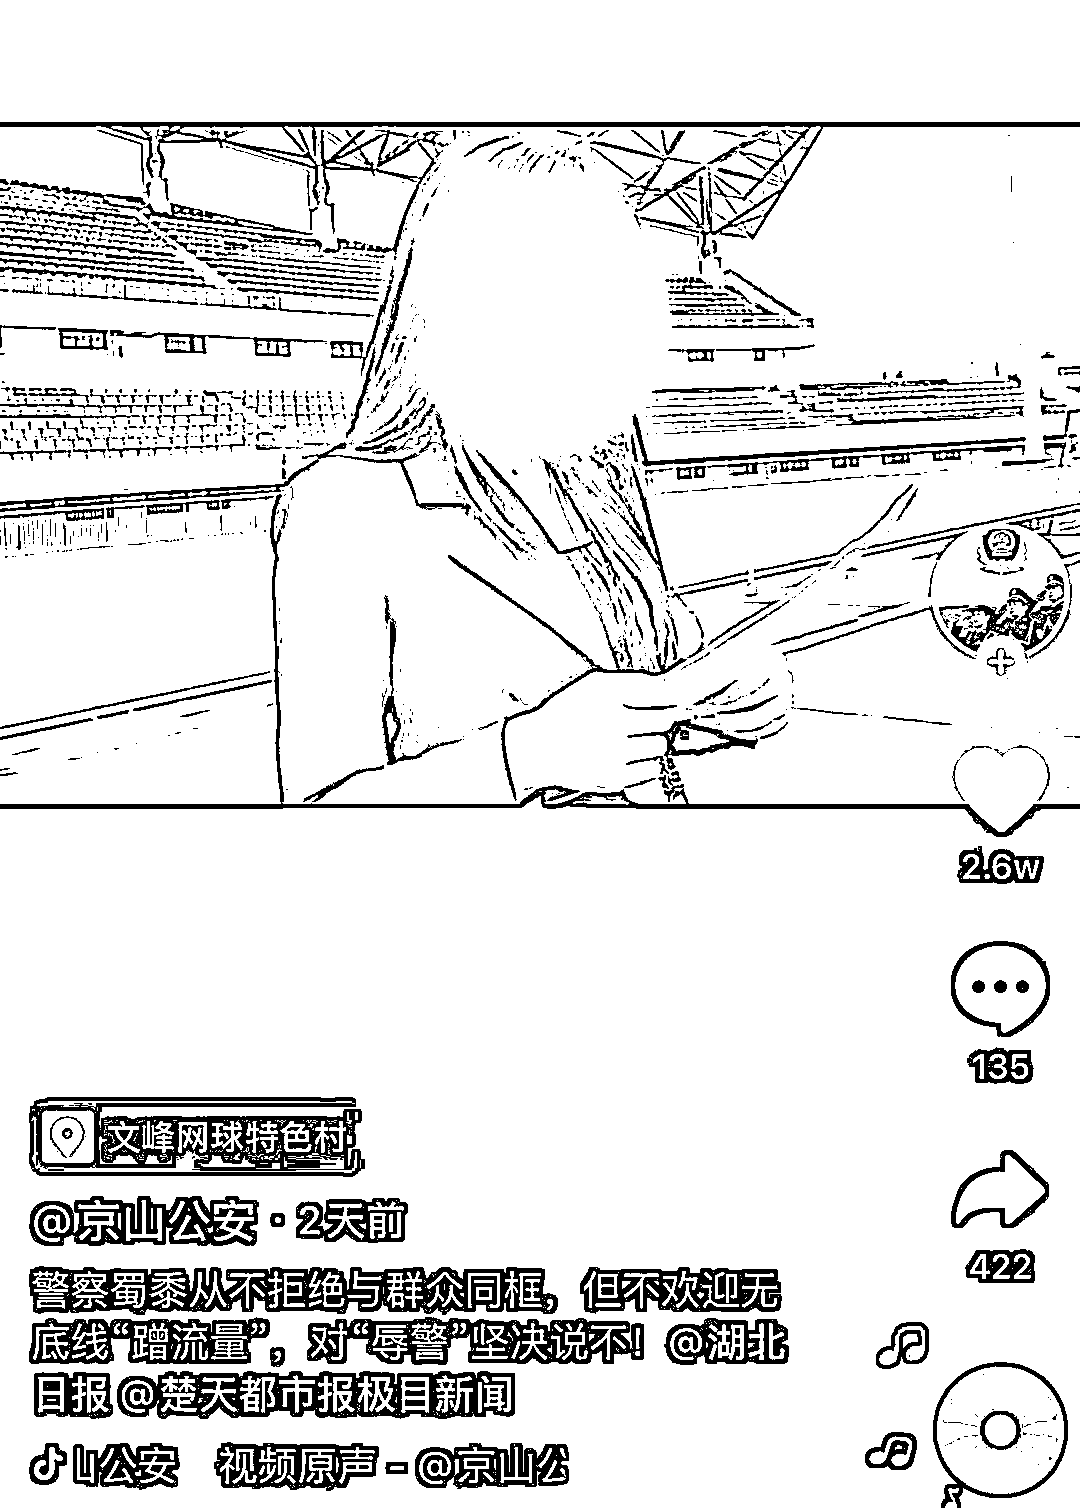 2.6w
135
422
文峰网球特色村
@京山公安 · 2天前
警察蜀黍从不拒绝与群众同框，但不欢迎无
底线“蹭流量”，对“辱警”坚决说不！@湖北
日报 @楚天都市报极目新闻
公安 视频原声 - @京山公